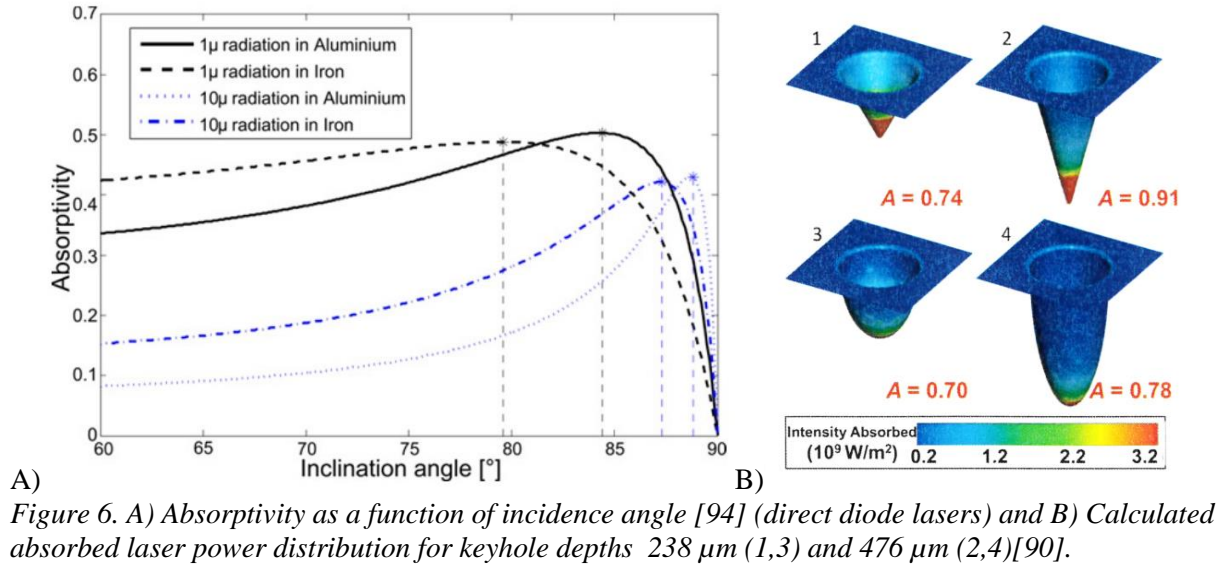 0.7
0.6
0.5
0.4
0.3
0.2
0.1
0
Absorptivity
1µ radiation in Aluminium
1µ radiation in Iron
10µ radiation in Aluminium
10µ radiation in Iron
60 65 70 75 80 85 90
Inclination angle [°]
A)
1 2
A = 0.74 A = 0.91
3 4
A = 0.70 A = 0.78
Intensity Absorbed
(10⁹ W/m²) 0.2 1.2 2.2 3.2
B)
Figure 6. A) Absorptivity as a function of incidence angle [94] (direct diode lasers) and B) Calculated
absorbed laser power distribution for keyhole depths 238 µm (1,3) and 476 µm (2,4)[90].